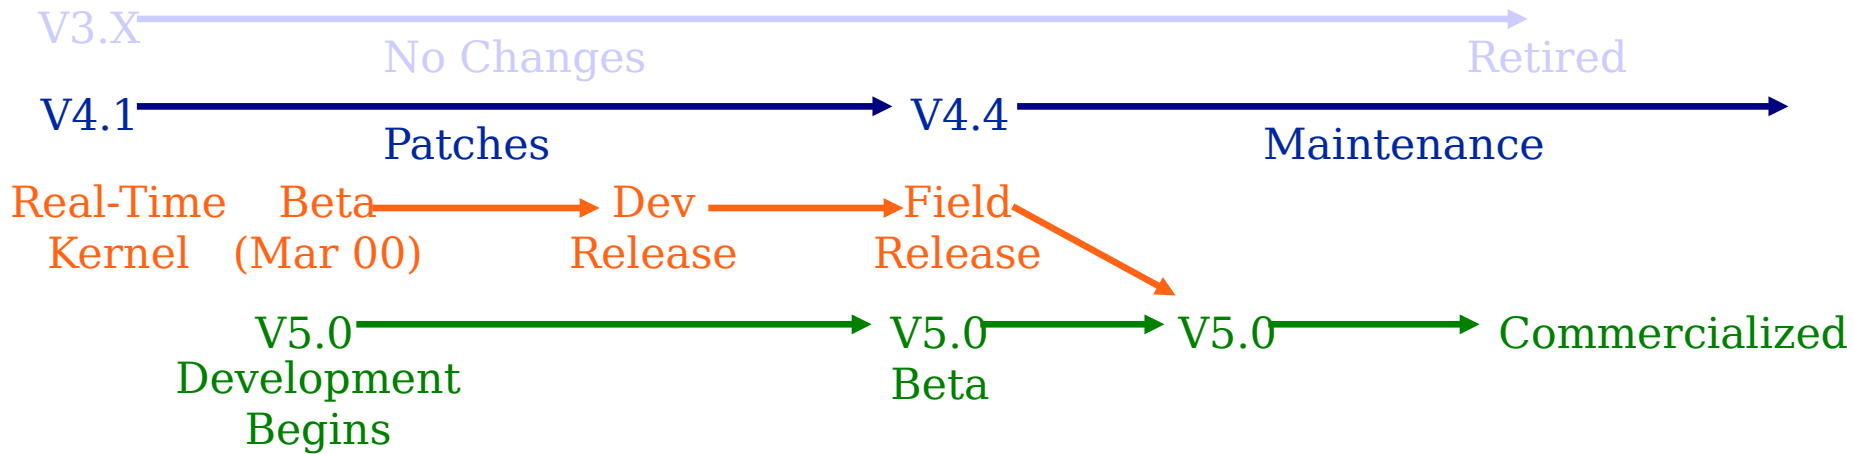 V3.X
No Changes Retired
V4.1 V4.4
Patches Maintenance
Real-Time Beta Dev Field
Kernel (Mar 00) Release Release
V5.0 V5.0 V5.0 Commercialized
Development Beta
Begins